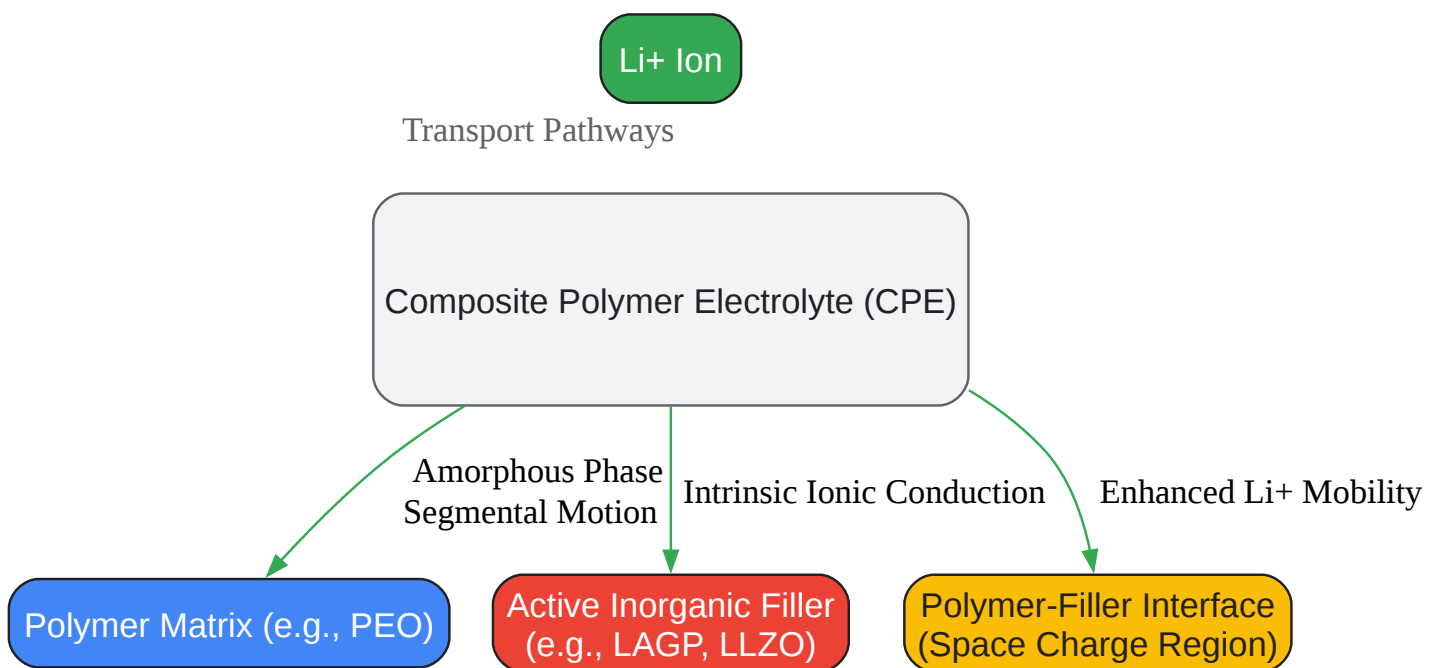 Li+ Ion
Transport Pathways
Composite Polymer Electrolyte (CPE)
Amorphous Phase
Segmental Motion
Intrinsic Ionic Conduction
Enhanced Li+ Mobility
Polymer Matrix (e.g., PEO)
Active Inorganic Filler
(e.g., LAGP, LLZO)
Polymer-Filler Interface
(Space Charge Region)